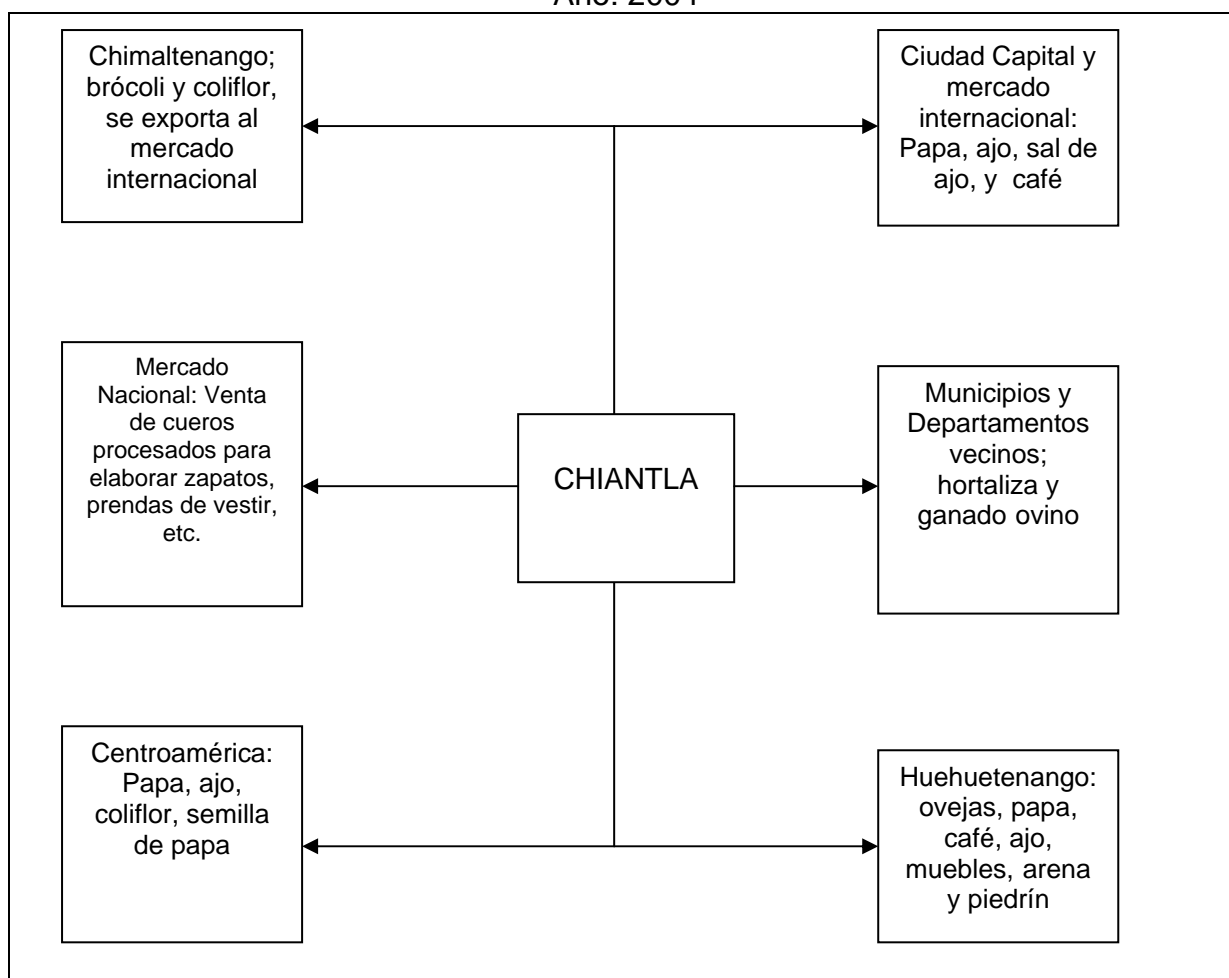 Año:
Chimaltenango;
brócoli y coliflor,
se exporta al
mercado
internacional
Ciudad Capital y
mercado
internacional:
Papa, ajo, sal de
ajo, y café
Mercado
Nacional: Venta
de cueros
procesados para
elaborar zapatos,
prendas de vestir,
etc.
CHIANTLA
Municipios y
Departamentos
vecinos;
hortaliza y
ganado ovino
Centroamérica:
Papa, ajo,
coliflor, semilla
de papa
Huehuetenango:
ovejas, papa,
café, ajo,
muebles, arena
y piedrín